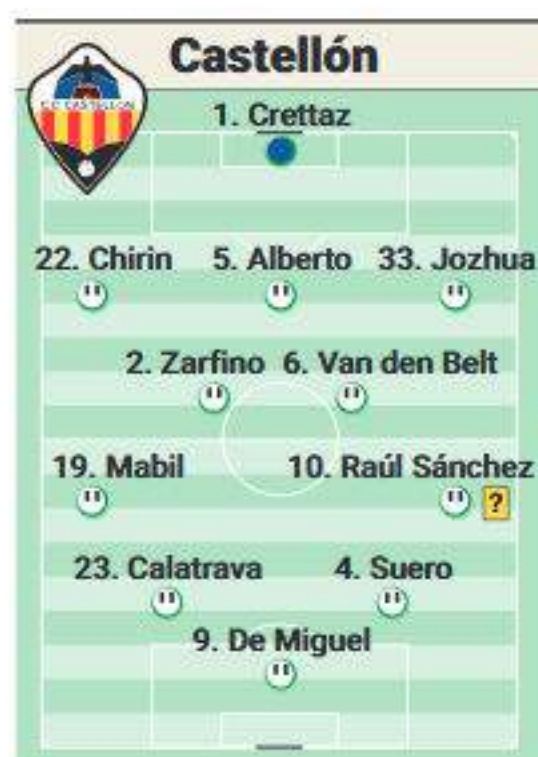 Castellón
C.D. CASTELLÓN
1. Crettaz
22. Chirin 5. Alberto 33. Jozhua
2. Zarfino 6. Van den Belt
19. Mabil 10. Raúl Sánchez
?
23. Calatrava 4. Suero
9. De Miguel